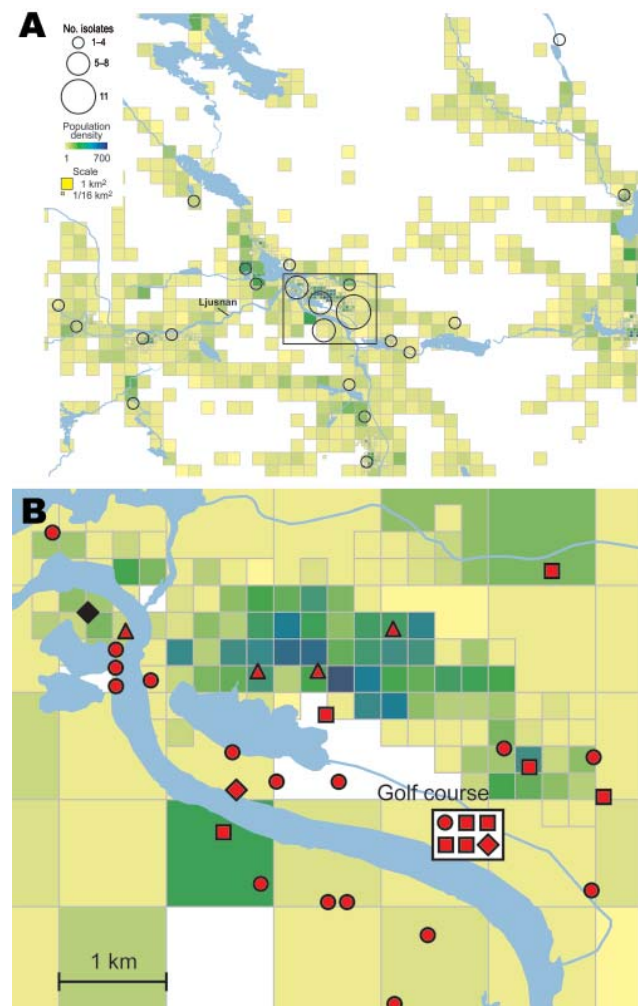 A
No. isolates
1–4
5–8
11
Population
density
1 700
Scale
1 km²
1/16 km²
Ljusnan
B
Golf course
1 km